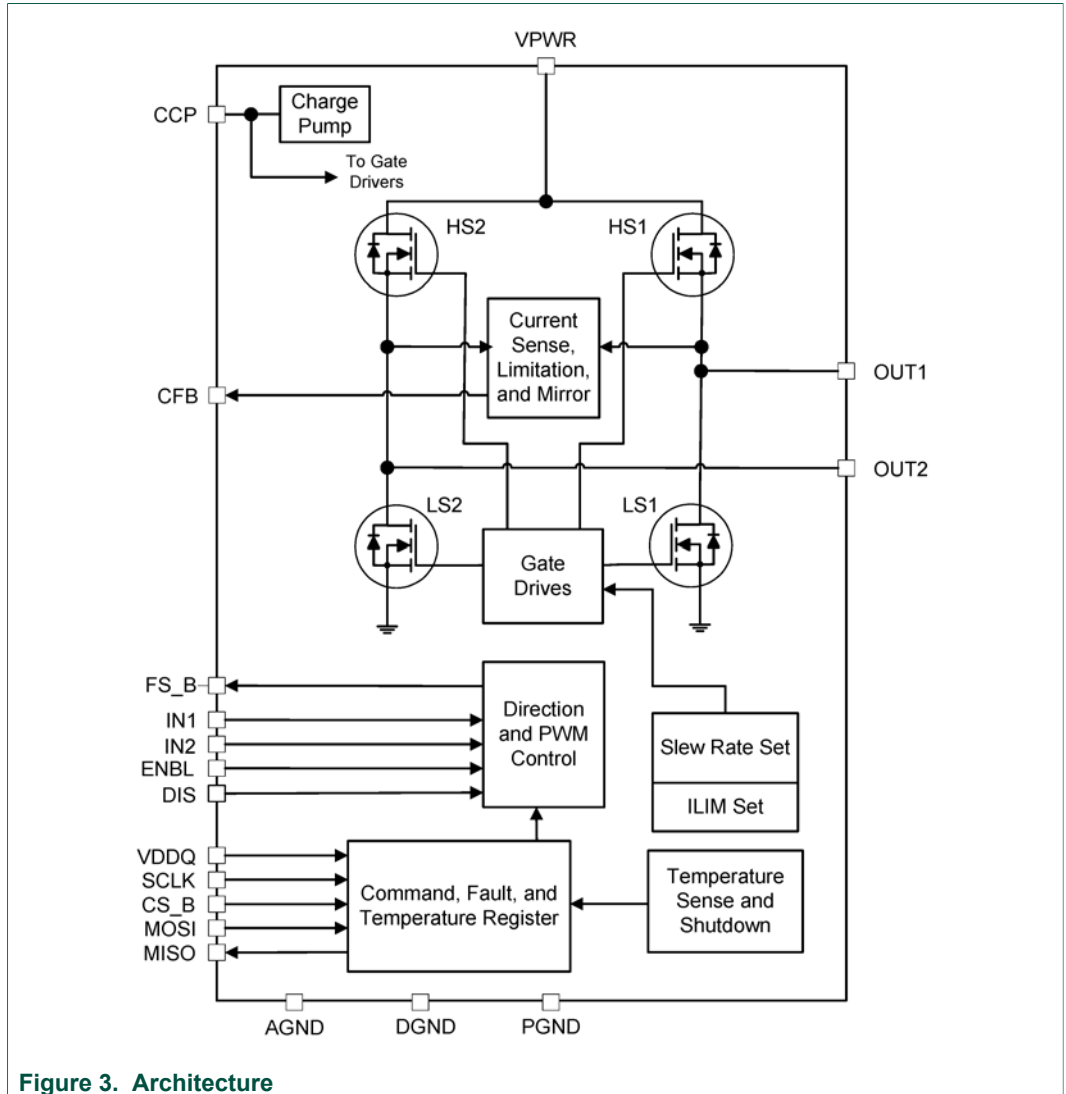 VPWR
CCP
Charge
Pump
To Gate
Drivers
HS2
HS1
Current
Sense,
Limitation,
and Mirror
OUT1
CFB
OUT2
LS2
LS1
Gate
Drives
FS_B
IN1
IN2
ENBL
DIS
Direction
and PWM
Control
Slew Rate Set
ILIM Set
VDDQ
SCLK
CS_B
MOSI
MISO
Command, Fault, and
Temperature Register
Temperature
Sense and
Shutdown
AGND
DGND
PGND
Figure 3. Architecture